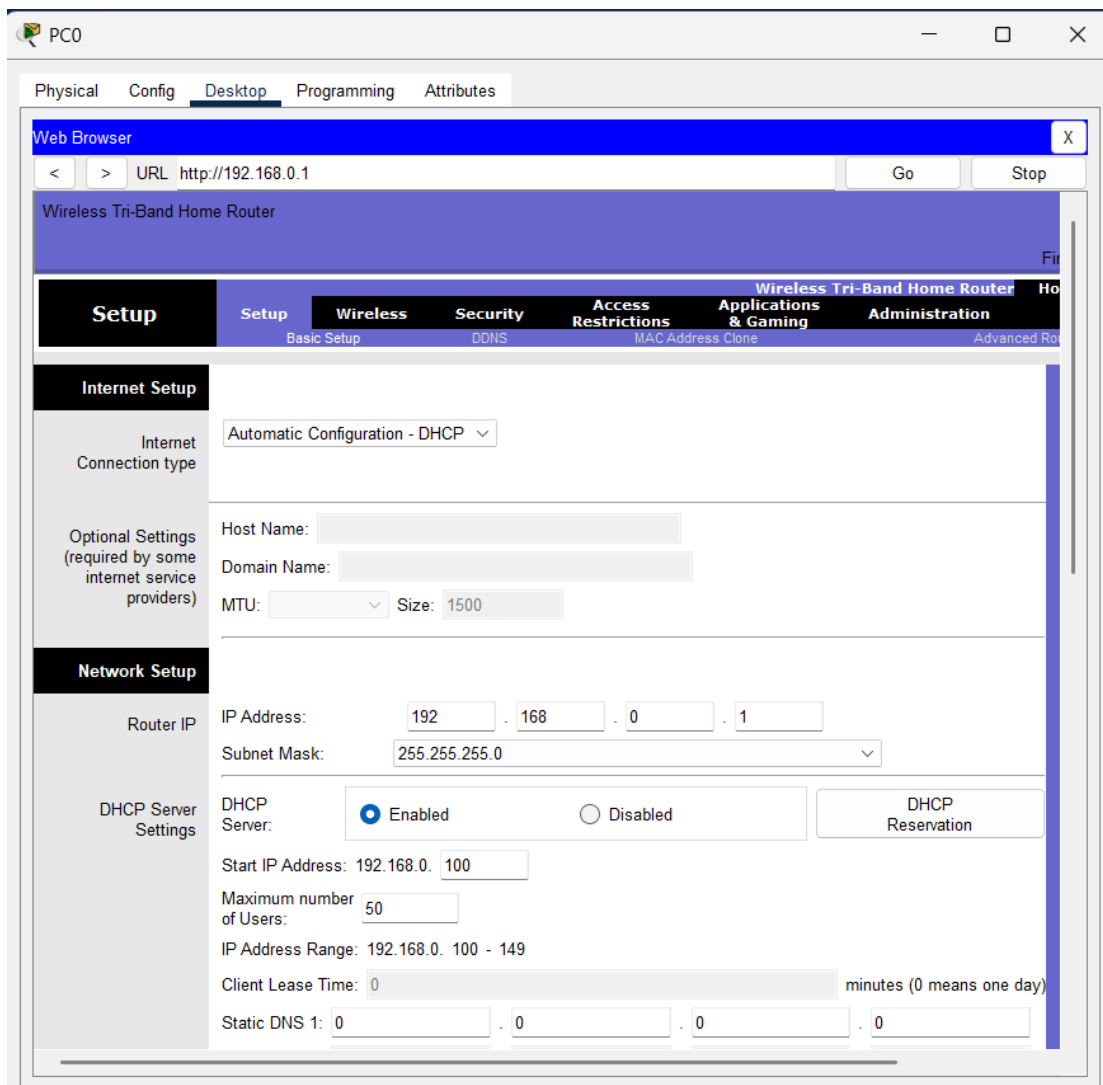 PC0
Physical Config Desktop Programming Attributes
Web Browser X
< > URL http://192.168.0.1 Go Stop
Wireless Tri-Band Home Router
Wireless Tri-Band Home Router
Setup
Setup Wireless Security Access Restrictions Applications & Gaming Administration
Basic Setup DDNS MAC Address Clone
Internet Setup
Internet
Connection type
Automatic Configuration - DHCP
Optional Settings
(required by some
internet service
providers)
Host Name:
Domain Name:
MTU: Size: 1500
Network Setup
Router IP
IP Address: 192 . 168 . 0 . 1
Subnet Mask: 255.255.255.0
DHCP Server
Settings
DHCP
Server:
Enabled Disabled
DHCP
Reservation
Start IP Address: 192.168.0. 100
Maximum number
of Users:
50
IP Address Range: 192.168.0. 100 - 149
Client Lease Time: 0 minutes (0 means one day)
Static DNS 1: 0 . 0 . 0 . 0